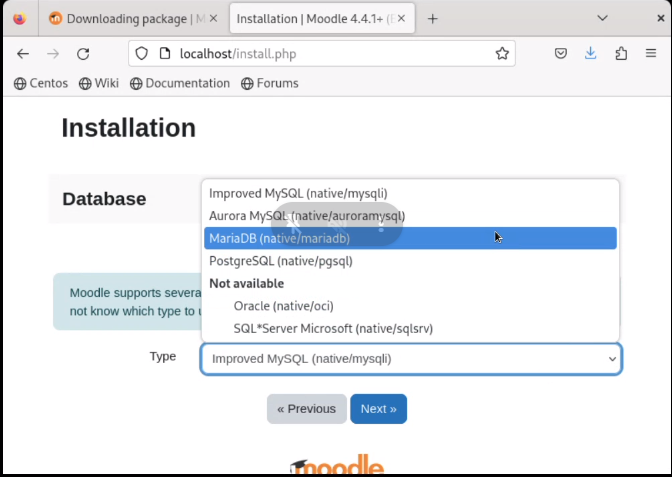 Downloading package | M
Installation | Moodle 4.4.1+ (
localhost/install.php
Centos Wiki Documentation Forums
Installation
Database
Improved MySQL (native/mysqli)
Aurora MySQL (native/auroramysql)
MariaDB (native/mariadb)
PostgreSQL (native/pgsql)
Not available
Oracle (native/oci)
SQL*Server Microsoft (native/sqlsrv)
Moodle supports severa
not know which type to u
Type Improved MySQL (native/mysqli)
« Previous Next »
moodle